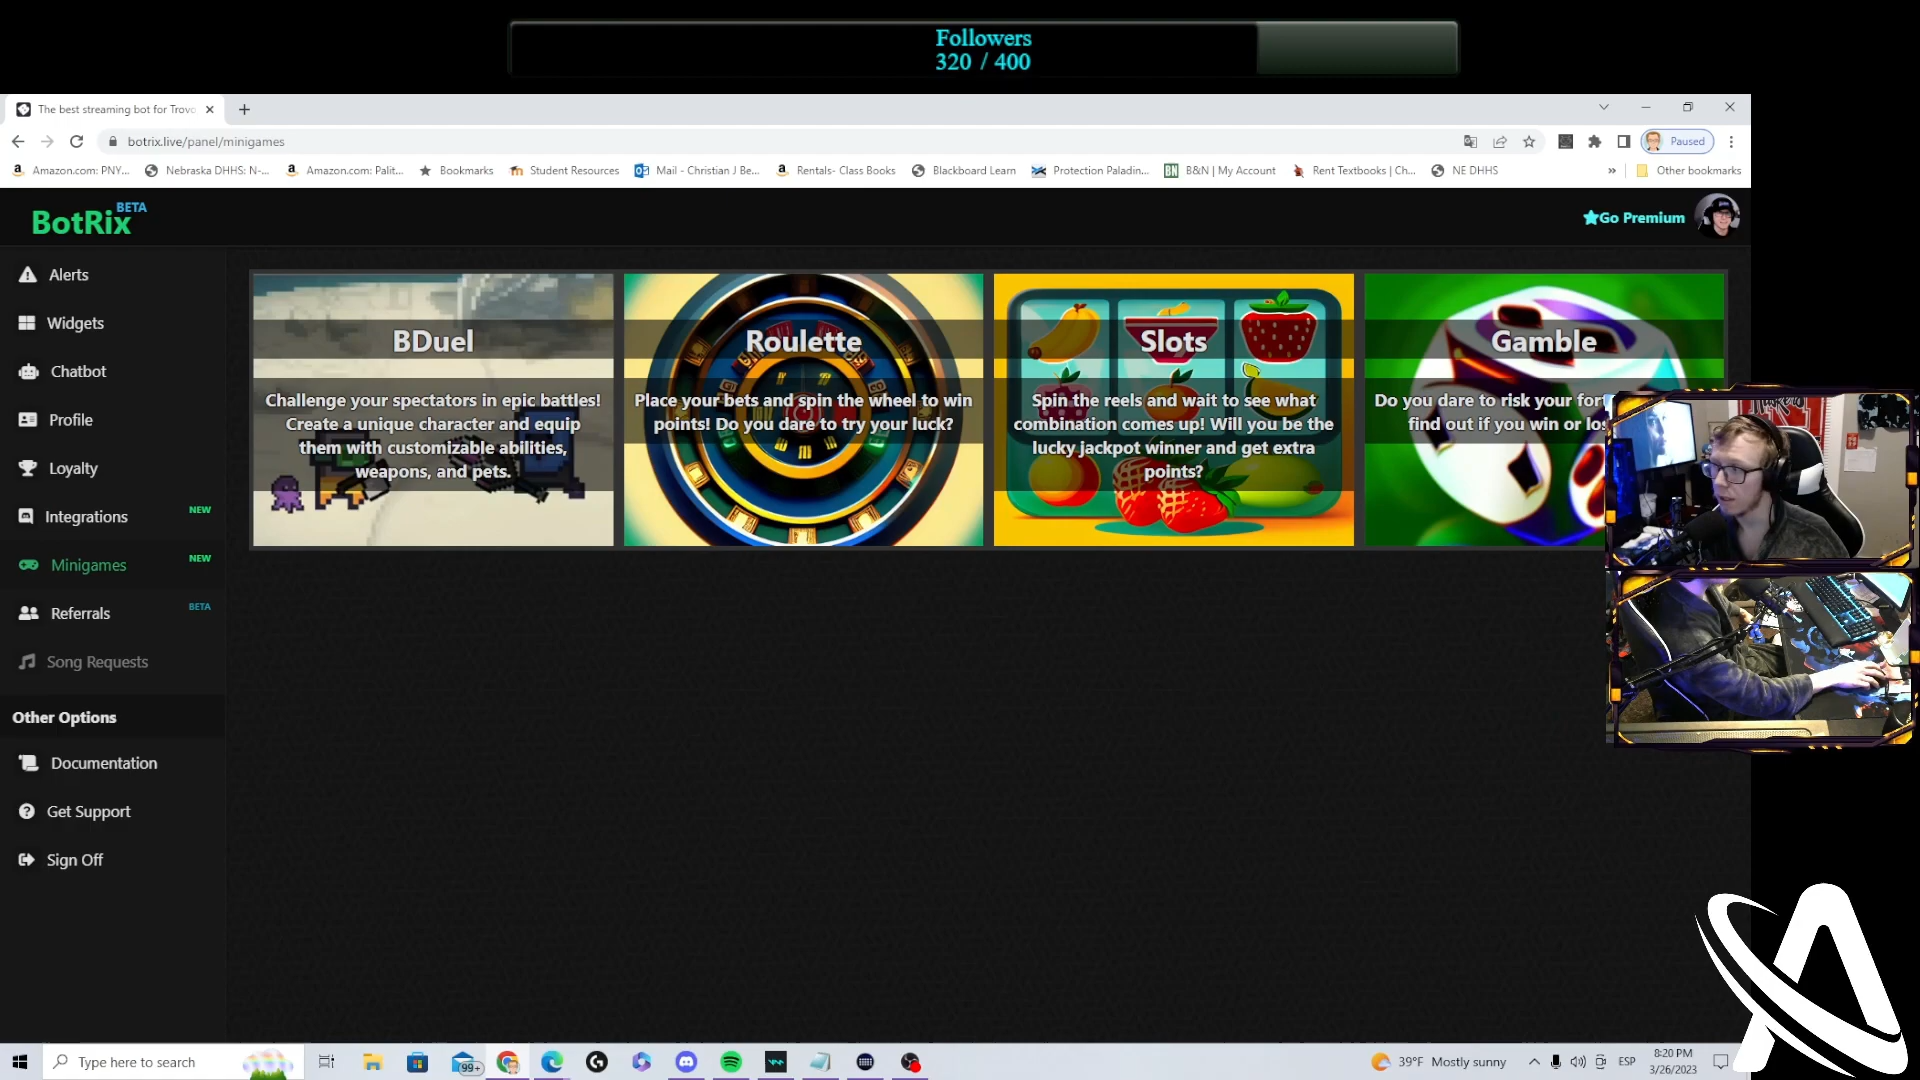 Followers
320 / 400
The best streaming bot for Trovo
botrix.live/panel/minigames
Paused
Amazon.com: PNY...
Nebraska DHHS: N-...
Amazon.com: Palit...
Bookmarks
Student Resources
Mail - Christian J Be...
Rentals- Class Books
Blackboard Learn
Protection Paladin...
B&N | My Account
Rent Textbooks | Ch...
NE DHHS
»
Other bookmarks
BotRix BETA
Go Premium
Alerts
Widgets
Chatbot
Profile
Loyalty
Integrations NEW
Minigames NEW
Referrals BETA
Song Requests
Other Options
Documentation
Get Support
Sign Off
BDuel
Challenge your spectators in epic battles!
Create a unique character and equip
them with customizable abilities,
weapons, and pets.
Roulette
Place your bets and spin the wheel to win
points! Do you dare to try your luck?
Slots
Spin the reels and wait to see what
combination comes up! Will you be the
lucky jackpot winner and get extra
points?
Gamble
Do you dare to risk your
find out if you win or
Type here to search
99+
39°F Mostly sunny
ESP
8:20 PM
3/26/2023